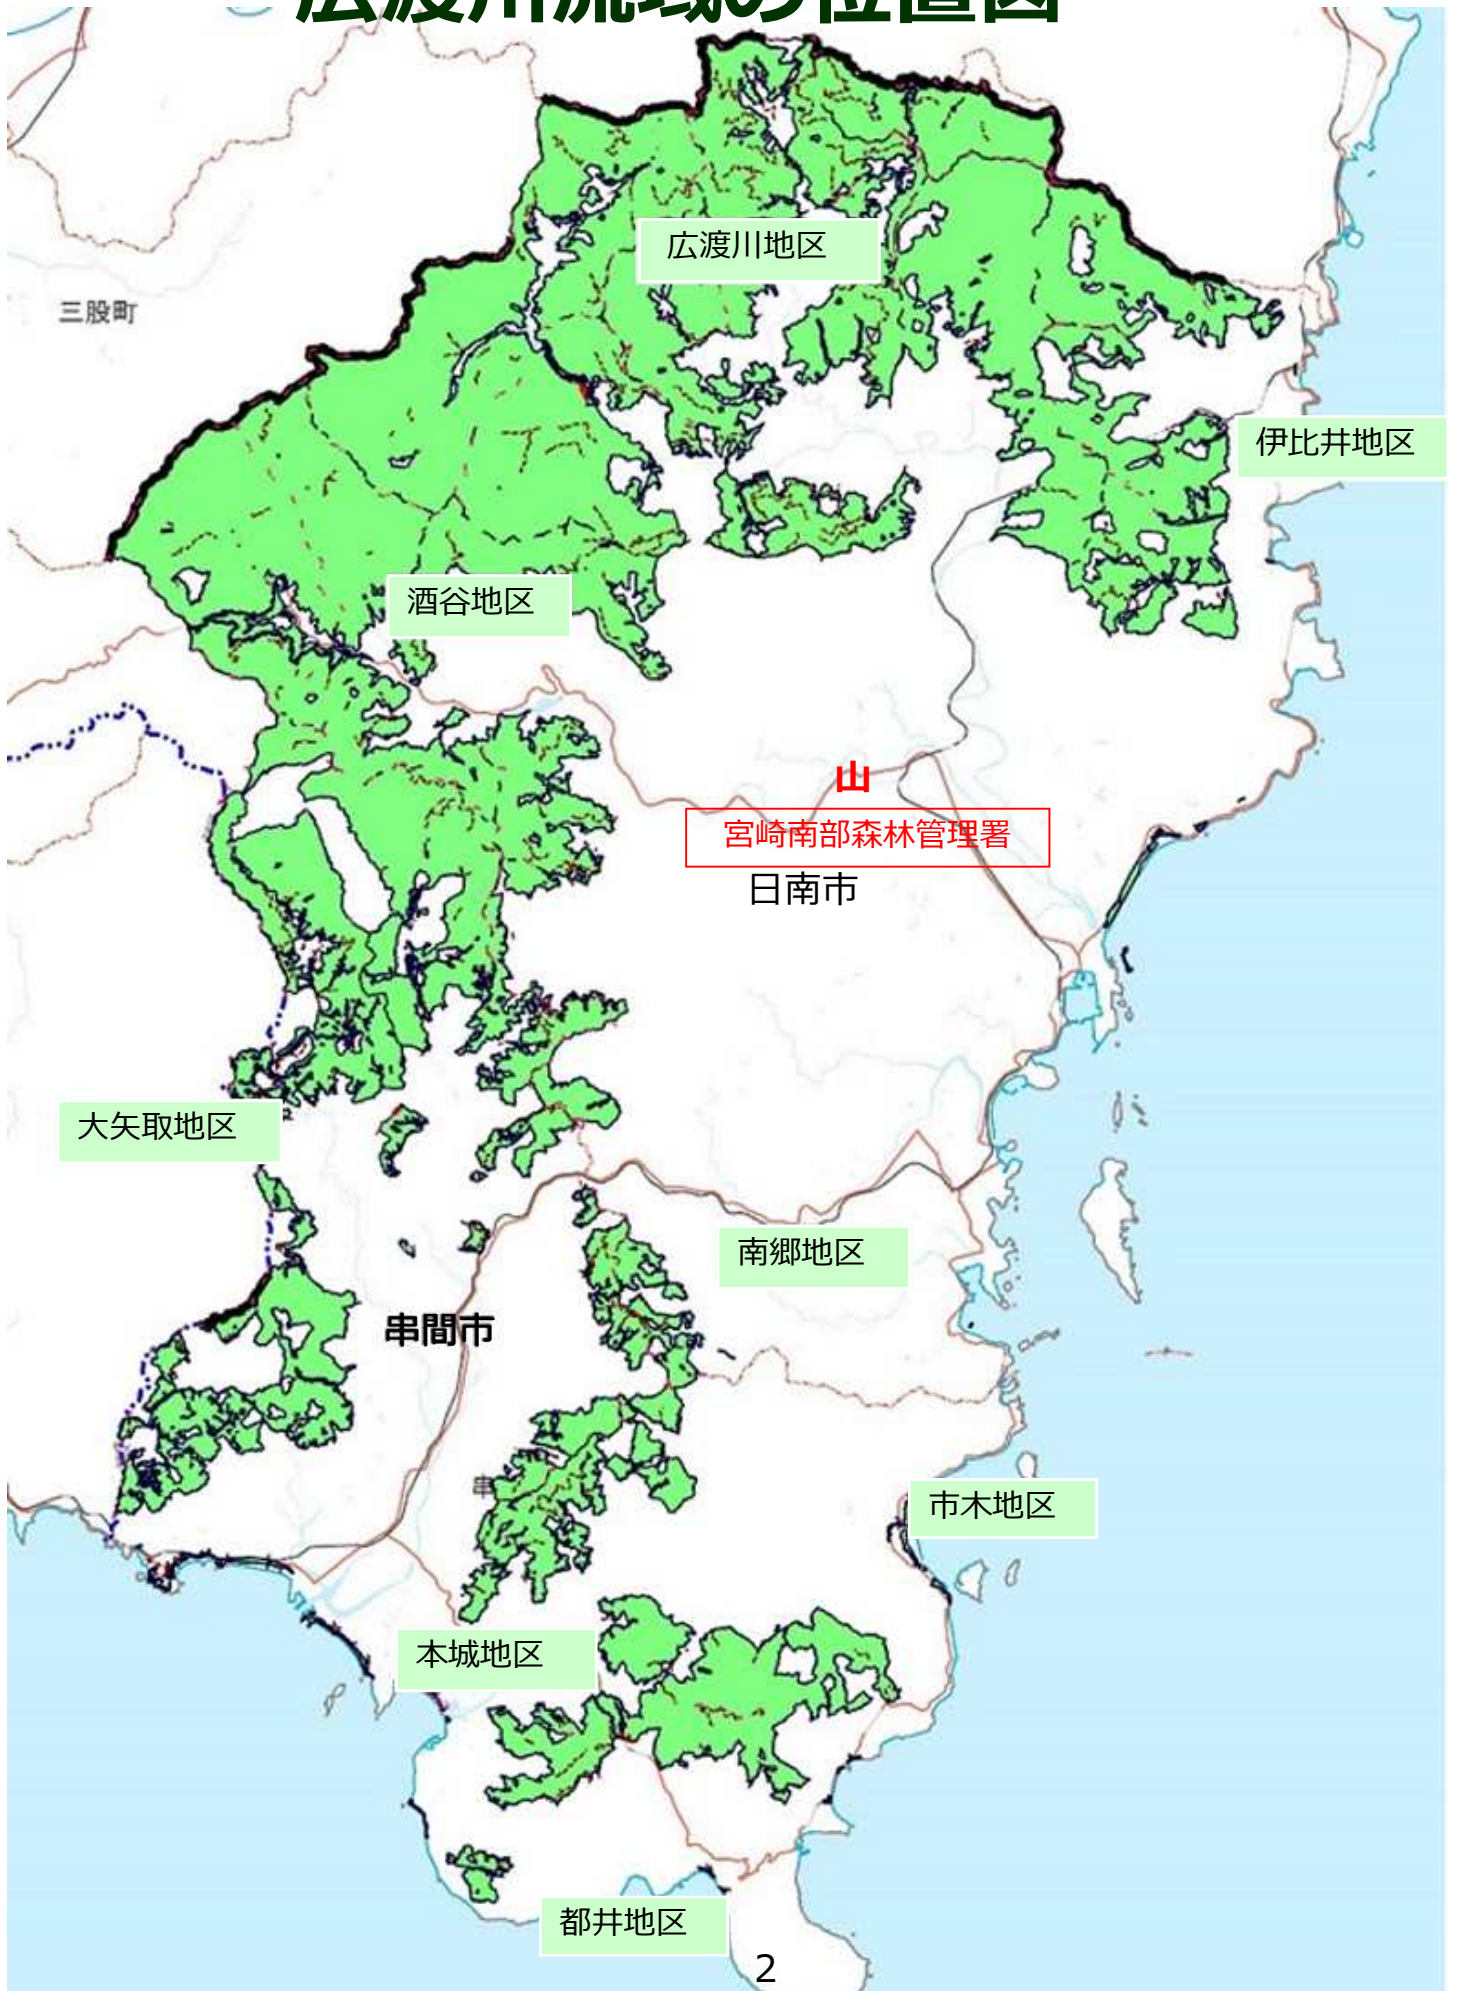 広渡川流域の位置図
広渡川地区
三股町
伊比井地区
酒谷地区
山
宮崎南部森林管理署
日南市
大矢取地区
南郷地区
串間市
串
市木地区
本城地区
都井地区
2